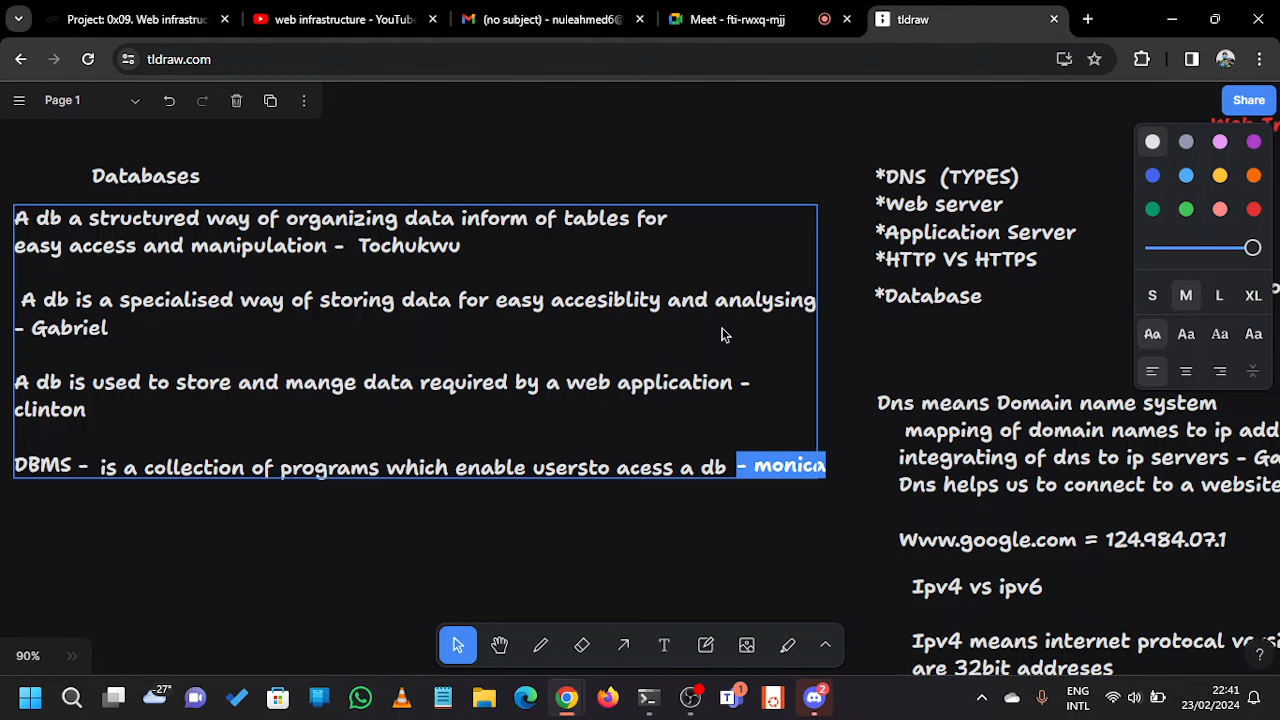 Project: 0x09. Web infrastruc
web infrastructure - YouTube
(no subject) - nuleahmed6@
Meet - fti-rwxq-mjj
tldraw
tldraw.com
Page 1
Share
Databases
A db a structured way of organizing data inform of tables for
easy access and manipulation - Tochukwu
A db is a specialised way of storing data for easy accesiblity and analysing
- Gabriel
A db is used to store and mange data required by a web application -
clinton
DBMS - is a collection of programs which enable usersto acess a db - monica
*DNS (TYPES)
*Web server
*Application Server
*HTTP VS HTTPS
*Database
S M L XL
Aa Aa Aa Aa
Dns means Domain name system
mapping of domain names to ip add
integrating of dns to ip servers - Ga
Dns helps us to connect to a website
Www.google.com = 124.984.07.1
Ipv4 vs ipv6
Ipv4 means internet protocal versi
are 32bit addreses
90%
?
-27°
1
2
ENG
INTL
22:41
23/02/2024